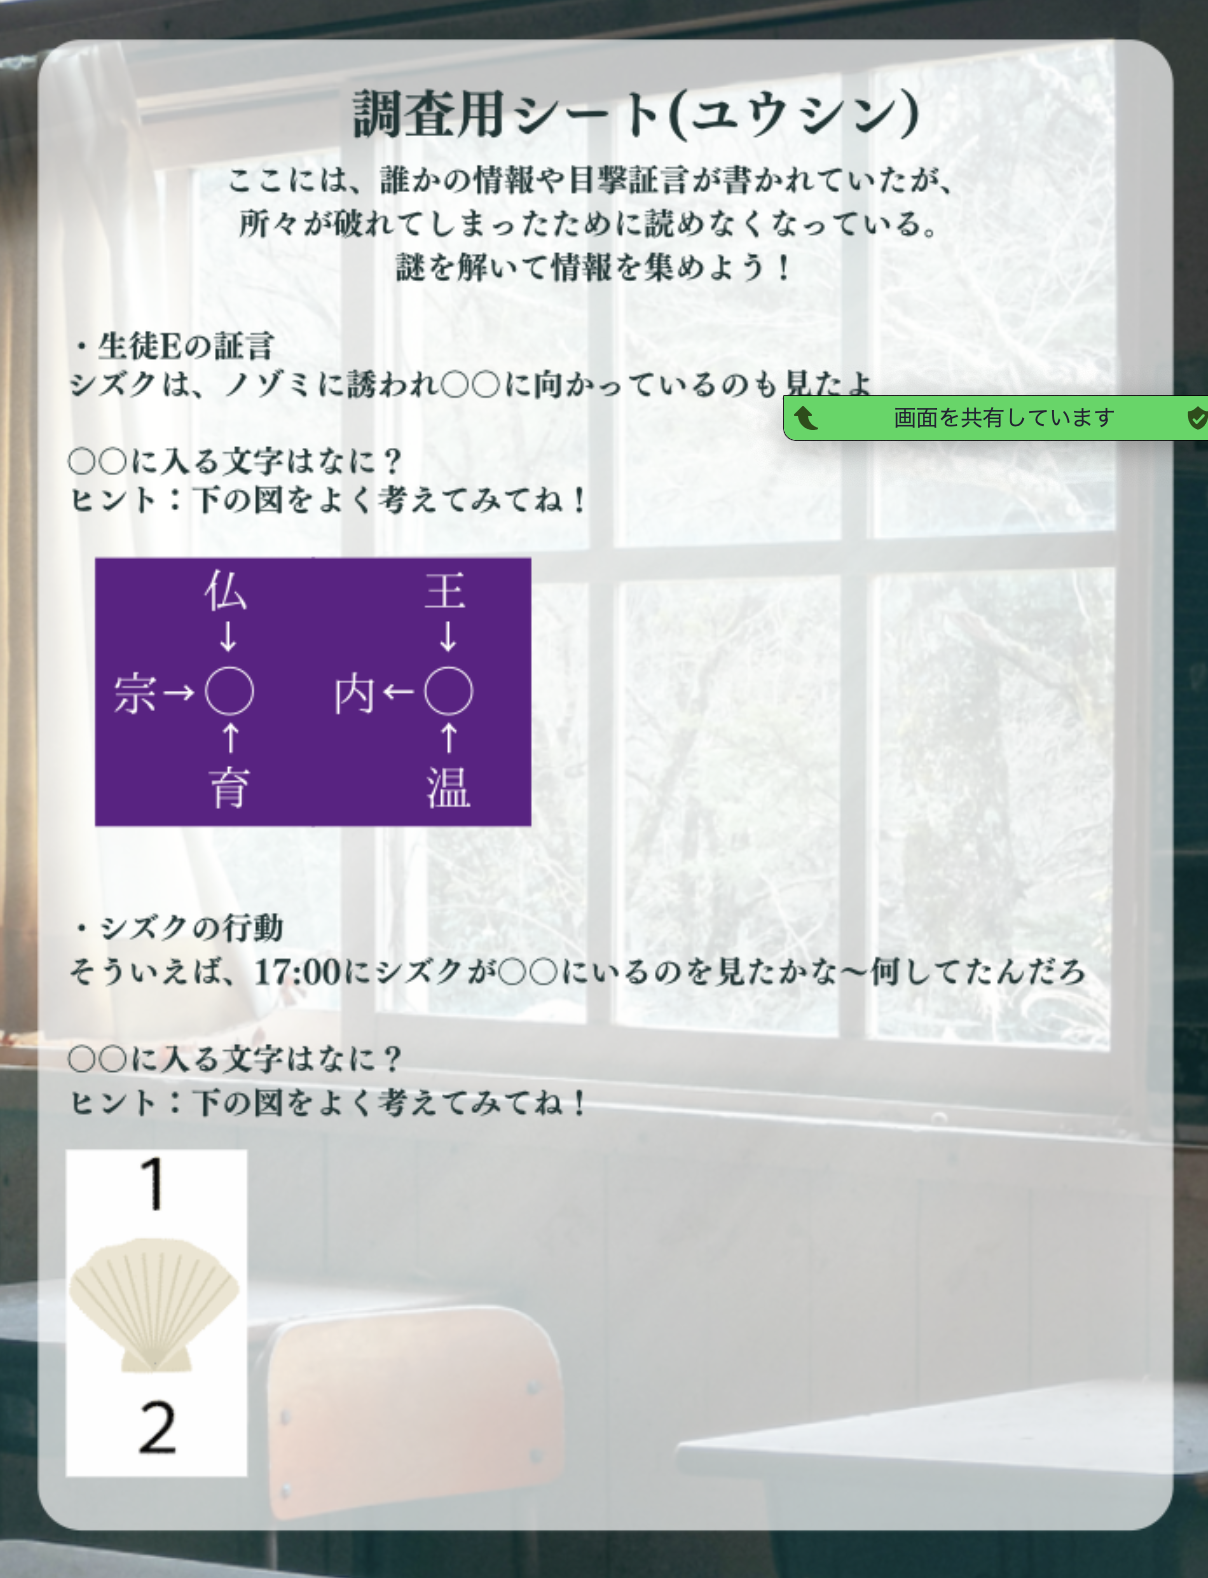 調査用シート(ユウシン)
ここには、誰かの情報や目撃証言が書かれていたが、
所々が破れてしまったために読めなくなっている。
謎を解いて情報を集めよう！
・生徒Eの証言
シズクは、ノゾミに誘われ〇〇に向かっているのも見たよ
画面を共有しています
〇〇に入る文字はなに？
ヒント：下の図をよく考えてみてね！
仏 王
↓ ↓
宗→〇 内←〇
↑ ↑
育 温
・シズクの行動
そういえば、17:00にシズクが〇〇にいるのを見たかな～何してたんだろ
〇〇に入る文字はなに？
ヒント：下の図をよく考えてみてね！
1
2